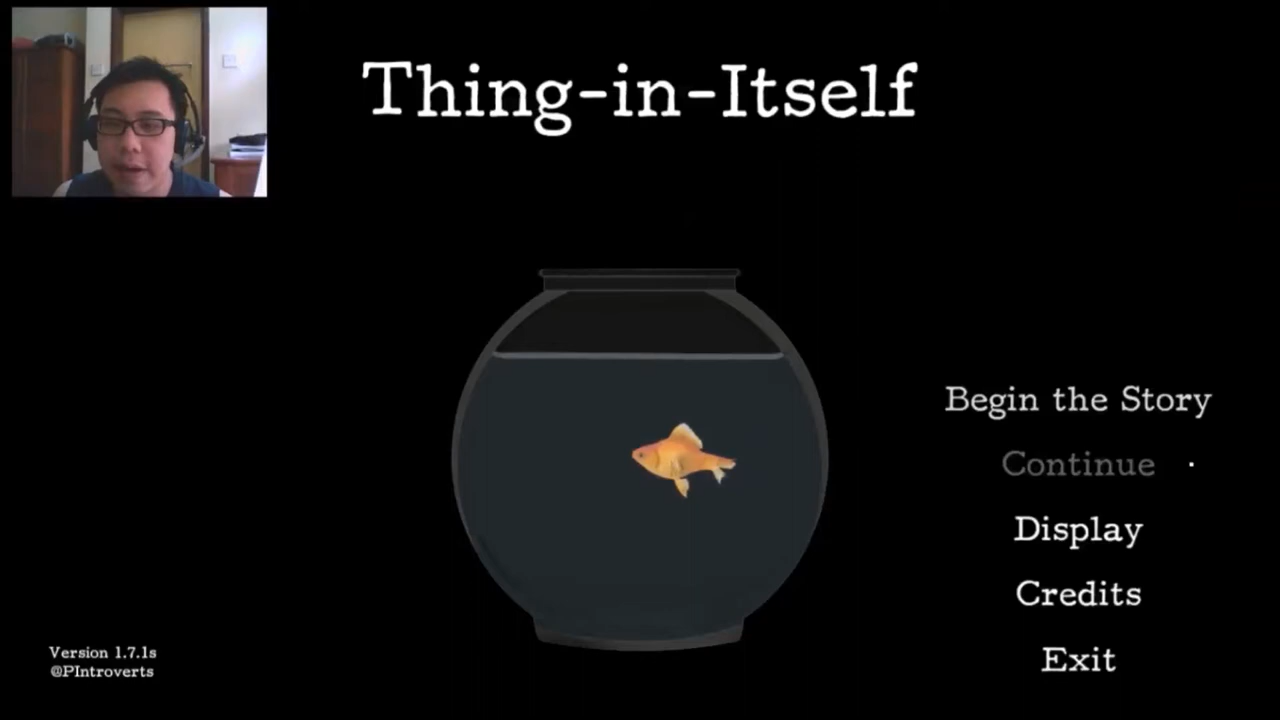 Thing-in-Itself
Begin the Story
Continue
Display
Credits
Exit
Version 1.7.1s
@PIntroverts